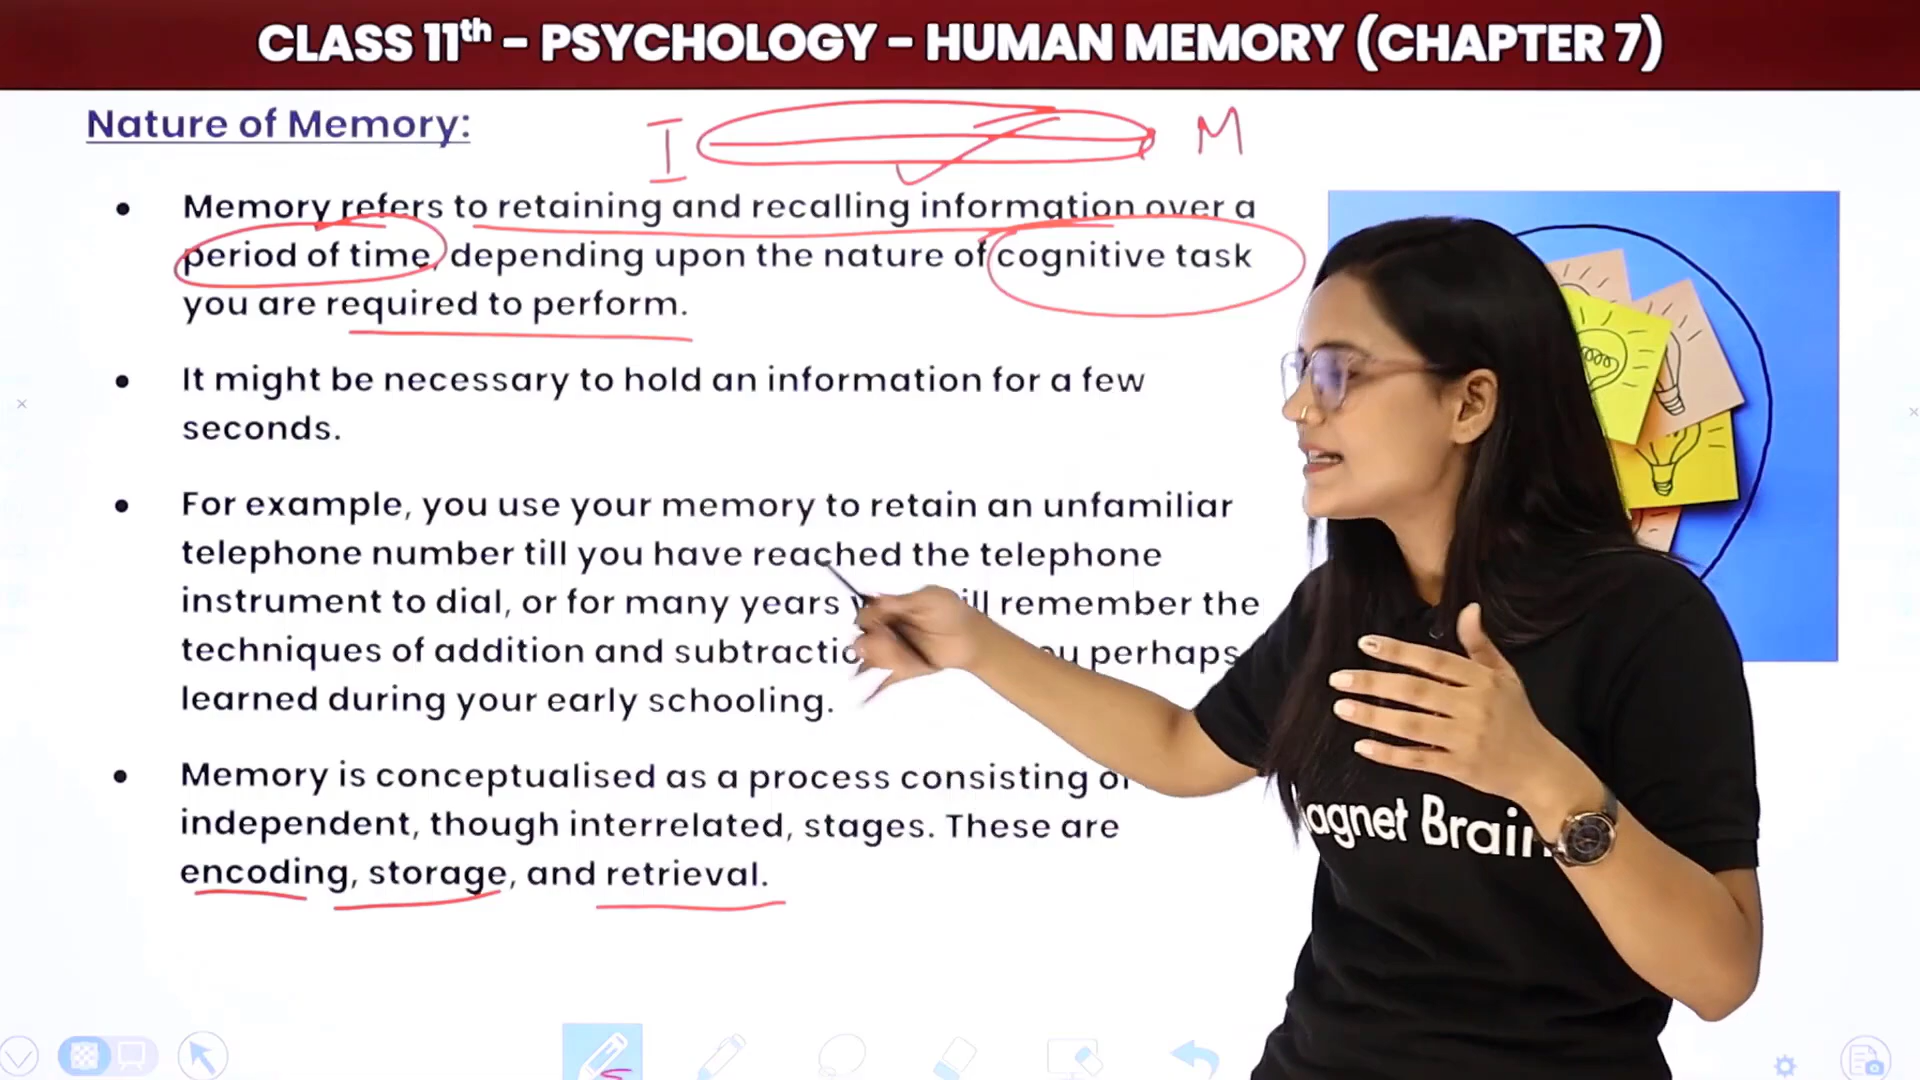 CLASS 11th - PSYCHOLOGY - HUMAN MEMORY (CHAPTER 7)
Nature of Memory:
I M
• Memory refers to retaining and recalling information over a
period of time, depending upon the nature of cognitive task
you are required to perform.
• It might be necessary to hold an information for a few
seconds.
• For example, you use your memory to retain an unfamiliar
telephone number till you have reached the telephone
instrument to dial, or for many years remember the
techniques of addition and perhaps
learned during your early schooling.
• Memory is conceptualised as a process consisting
independent, though interrelated, stages. These are
encoding, storage, and retrieval.
agnet Brain